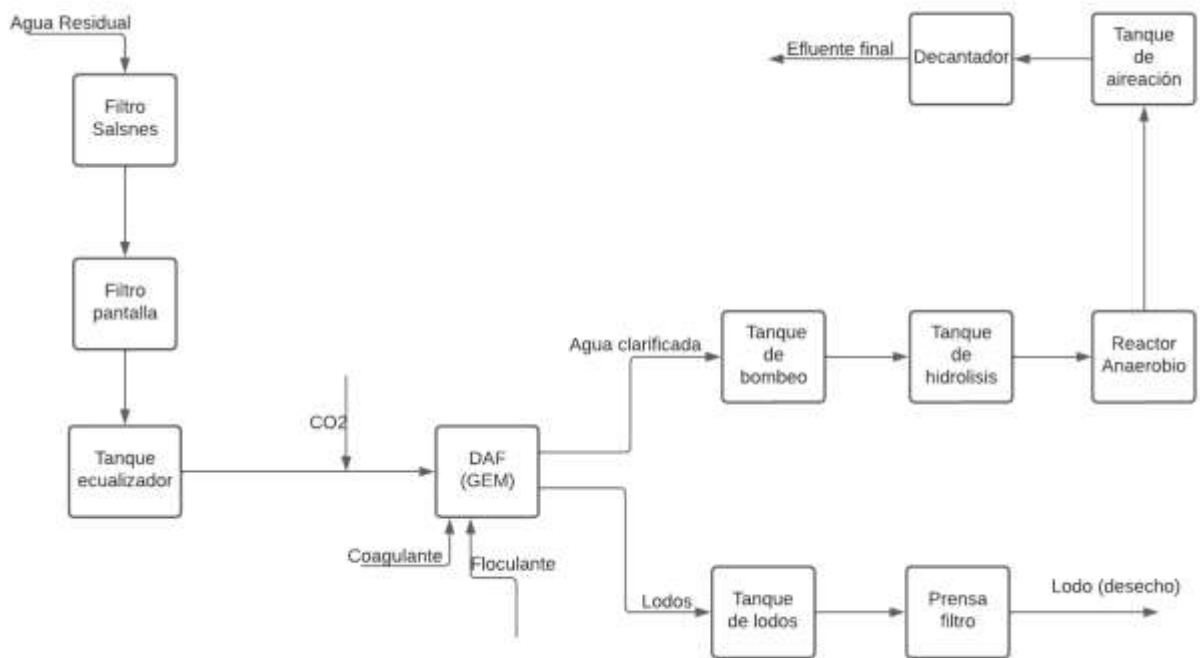 Agua Residual
Filtro
Salsnes
Filtro
pantalla
Tanque
ecualizador
CO2
DAF
(GEM)
Coagulante
Floculante
Agua clarificada
Tanque
de
bombeo
Tanque
de
hidrolisis
Reactor
Anaerobio
Tanque
de
aireación
Decantador
Efluente final
Lodos
Tanque
de lodos
Prensa
filtro
Lodo (desecho)